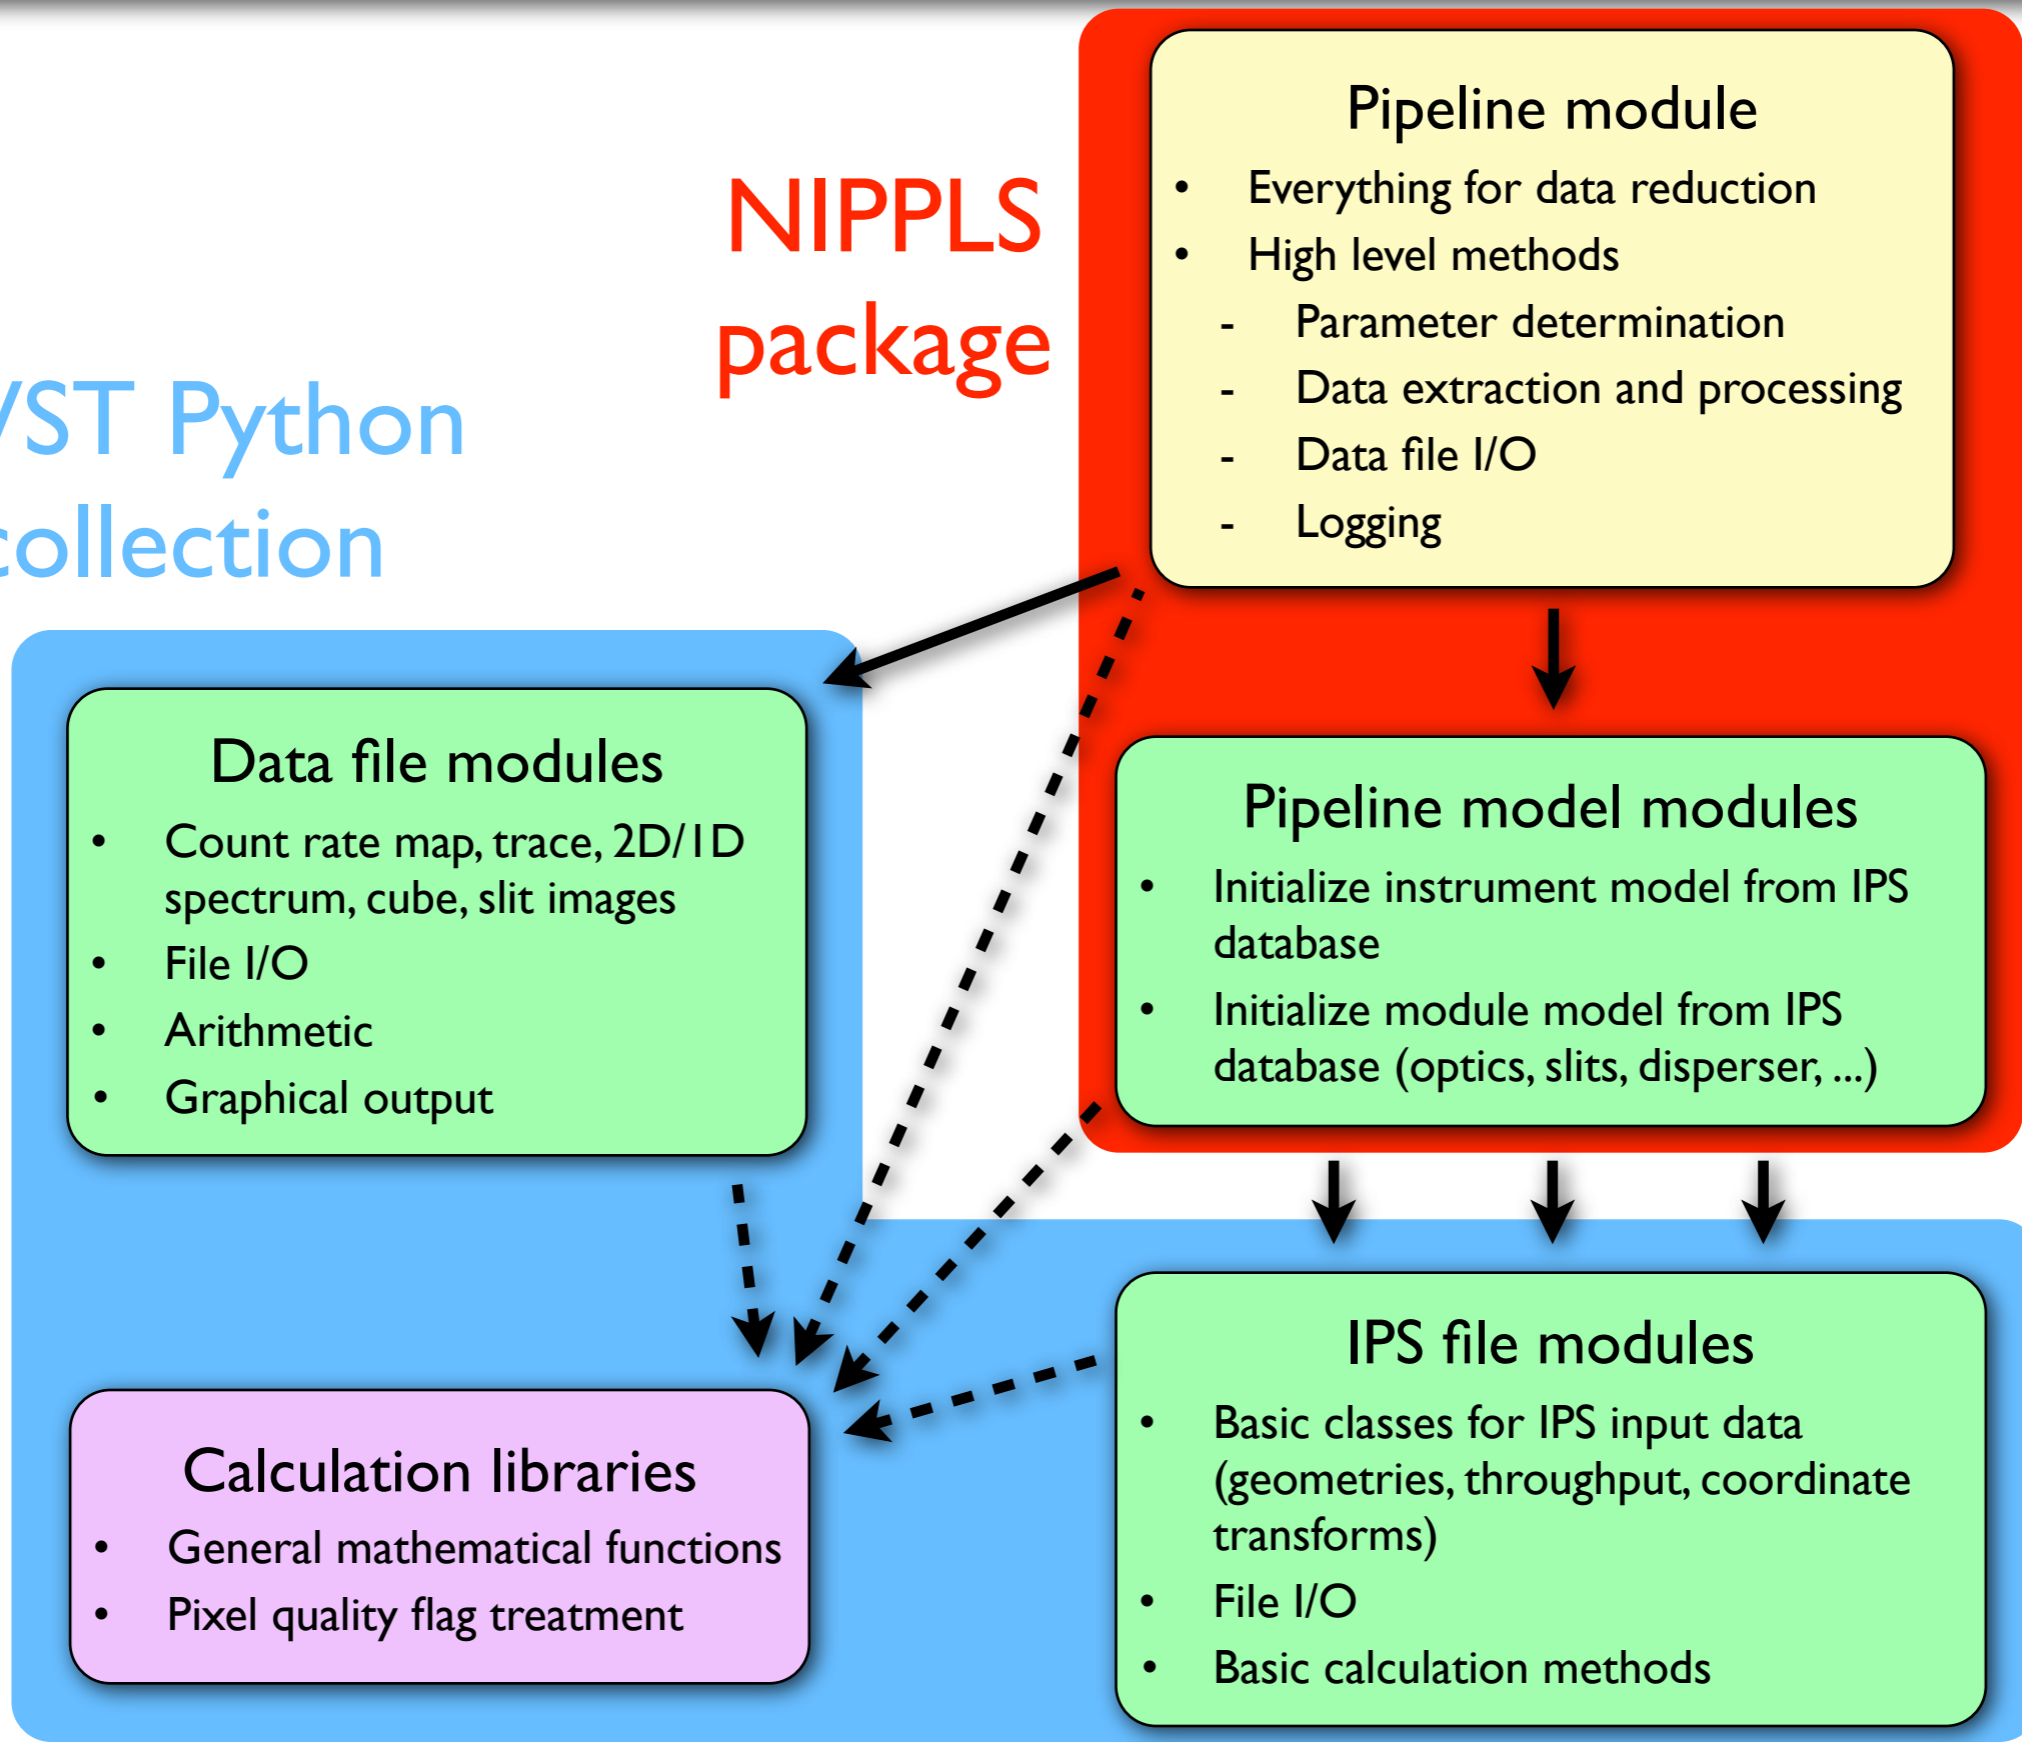 NIPPLS
package
/ST Python
collection
Pipeline module
• Everything for data reduction
• High level methods
- Parameter determination
- Data extraction and processing
- Data file I/O
- Logging
Data file modules
• Count rate map, trace, 2D/1D
spectrum, cube, slit images
• File I/O
• Arithmetic
• Graphical output
Pipeline model modules
• Initialize instrument model from IPS
database
• Initialize module model from IPS
database (optics, slits, disperser, ...)
Calculation libraries
• General mathematical functions
• Pixel quality flag treatment
IPS file modules
• Basic classes for IPS input data
(geometries, throughput, coordinate
transforms)
• File I/O
• Basic calculation methods